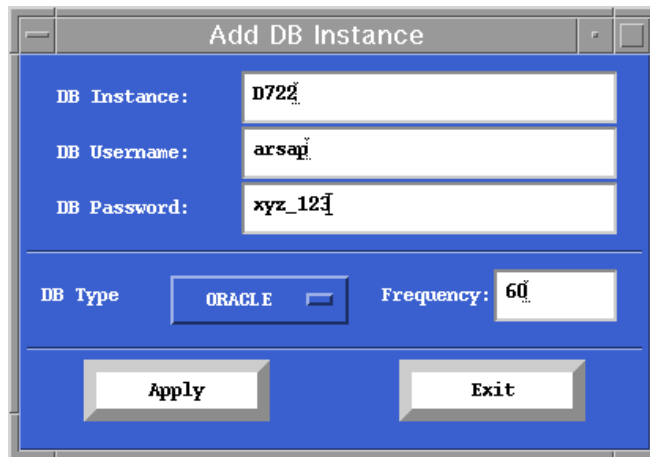 Add DB Instance
DB Instance: D722
DB Username: arsap
DB Password: xyz_123
DB Type ORACLE Frequency: 60
Apply Exit